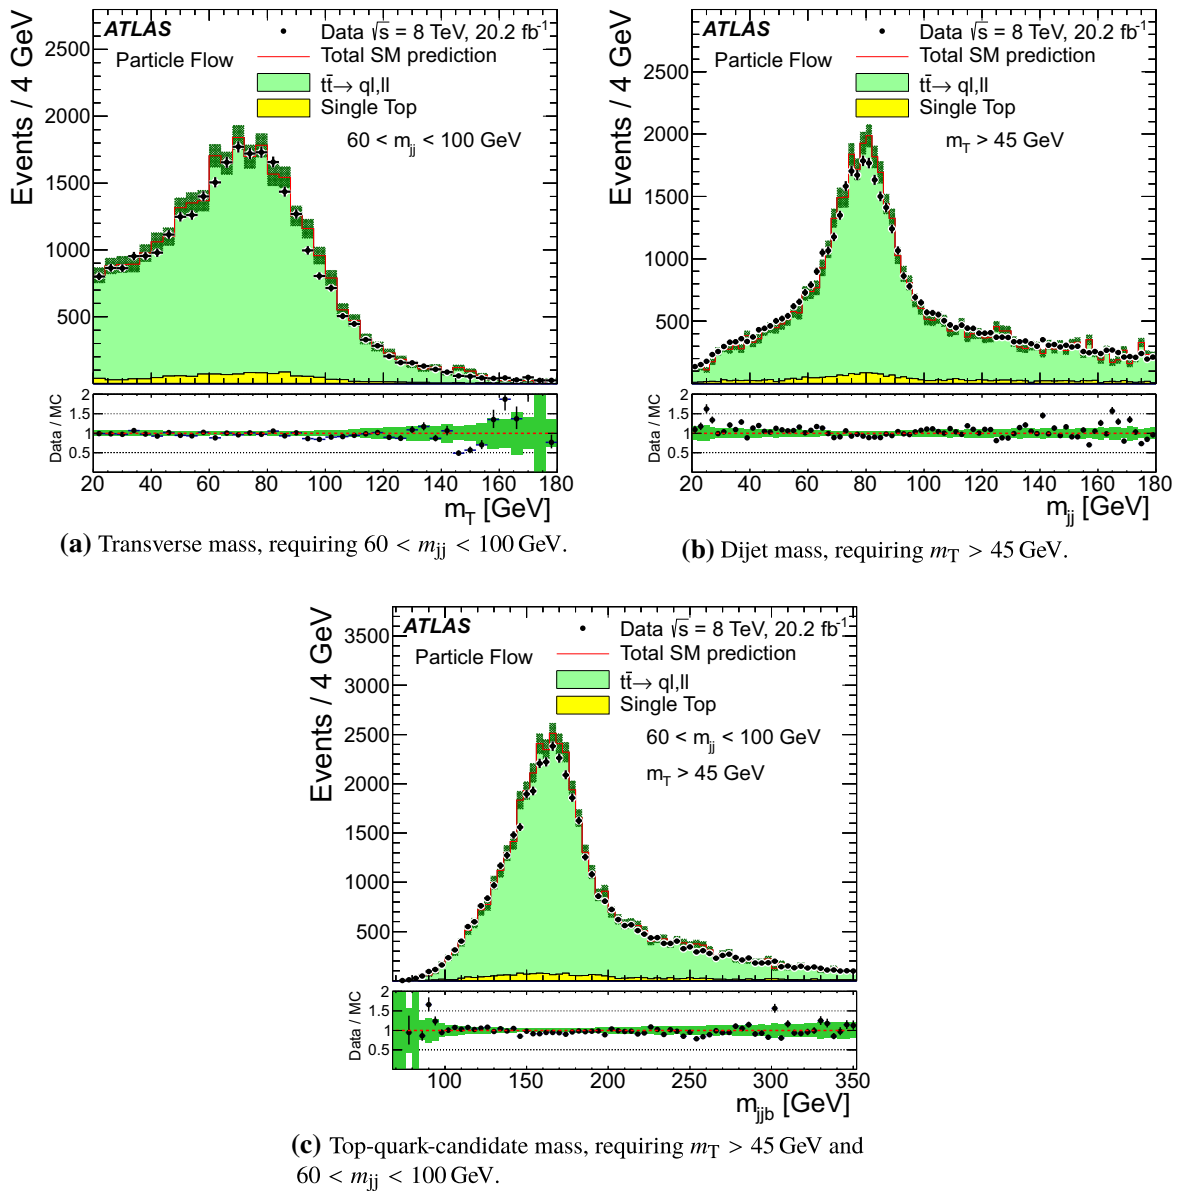 ATLAS
Data √s = 8 TeV, 20.2 fb-1
Particle Flow
Total SM prediction
tt̄→ ql,ll
Single Top
60 < mjj < 100 GeV
Events / 4 GeV
2500
2000
1500
1000
500
Data / MC
2
1.5
1
0.5
20 40 60 80 100 120 140 160 180
mT [GeV]
(a) Transverse mass, requiring 60 < mjj < 100 GeV.
ATLAS
Data √s = 8 TeV, 20.2 fb-1
Particle Flow
Total SM prediction
tt̄→ ql,ll
Single Top
mT > 45 GeV
Events / 4 GeV
2500
2000
1500
1000
500
Data / MC
2
1.5
1
0.5
20 40 60 80 100 120 140 160 180
mjj [GeV]
(b) Dijet mass, requiring mT > 45 GeV.
ATLAS
Data √s = 8 TeV, 20.2 fb-1
Particle Flow
Total SM prediction
tt̄→ ql,ll
Single Top
60 < mjj < 100 GeV
mT > 45 GeV
Events / 4 GeV
3500
3000
2500
2000
1500
1000
500
Data / MC
2
1.5
1
0.5
100 150 200 250 300 350
mjjb [GeV]
(c) Top-quark-candidate mass, requiring mT > 45 GeV and
60 < mjj < 100 GeV.